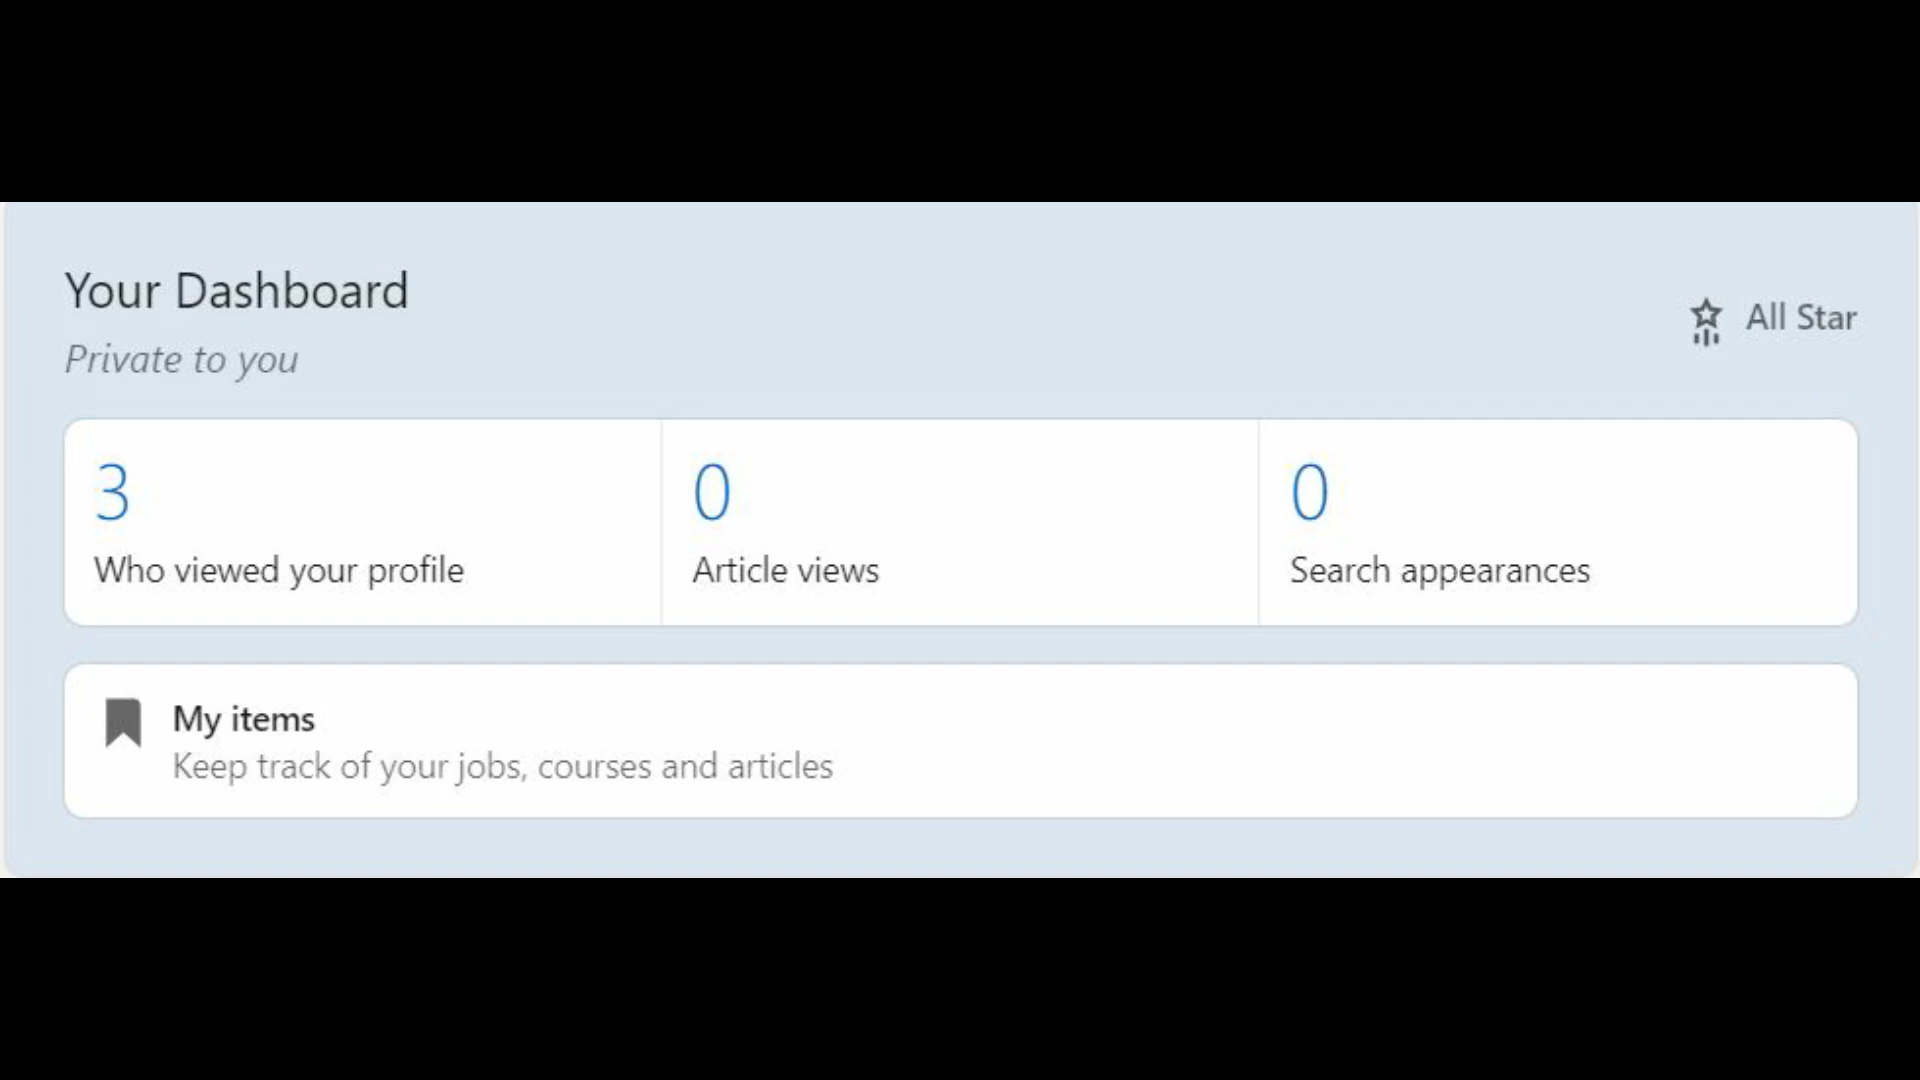 Your Dashboard
Private to you
All Star
3
Who viewed your profile
0
Article views
0
Search appearances
My items
Keep track of your jobs, courses and articles